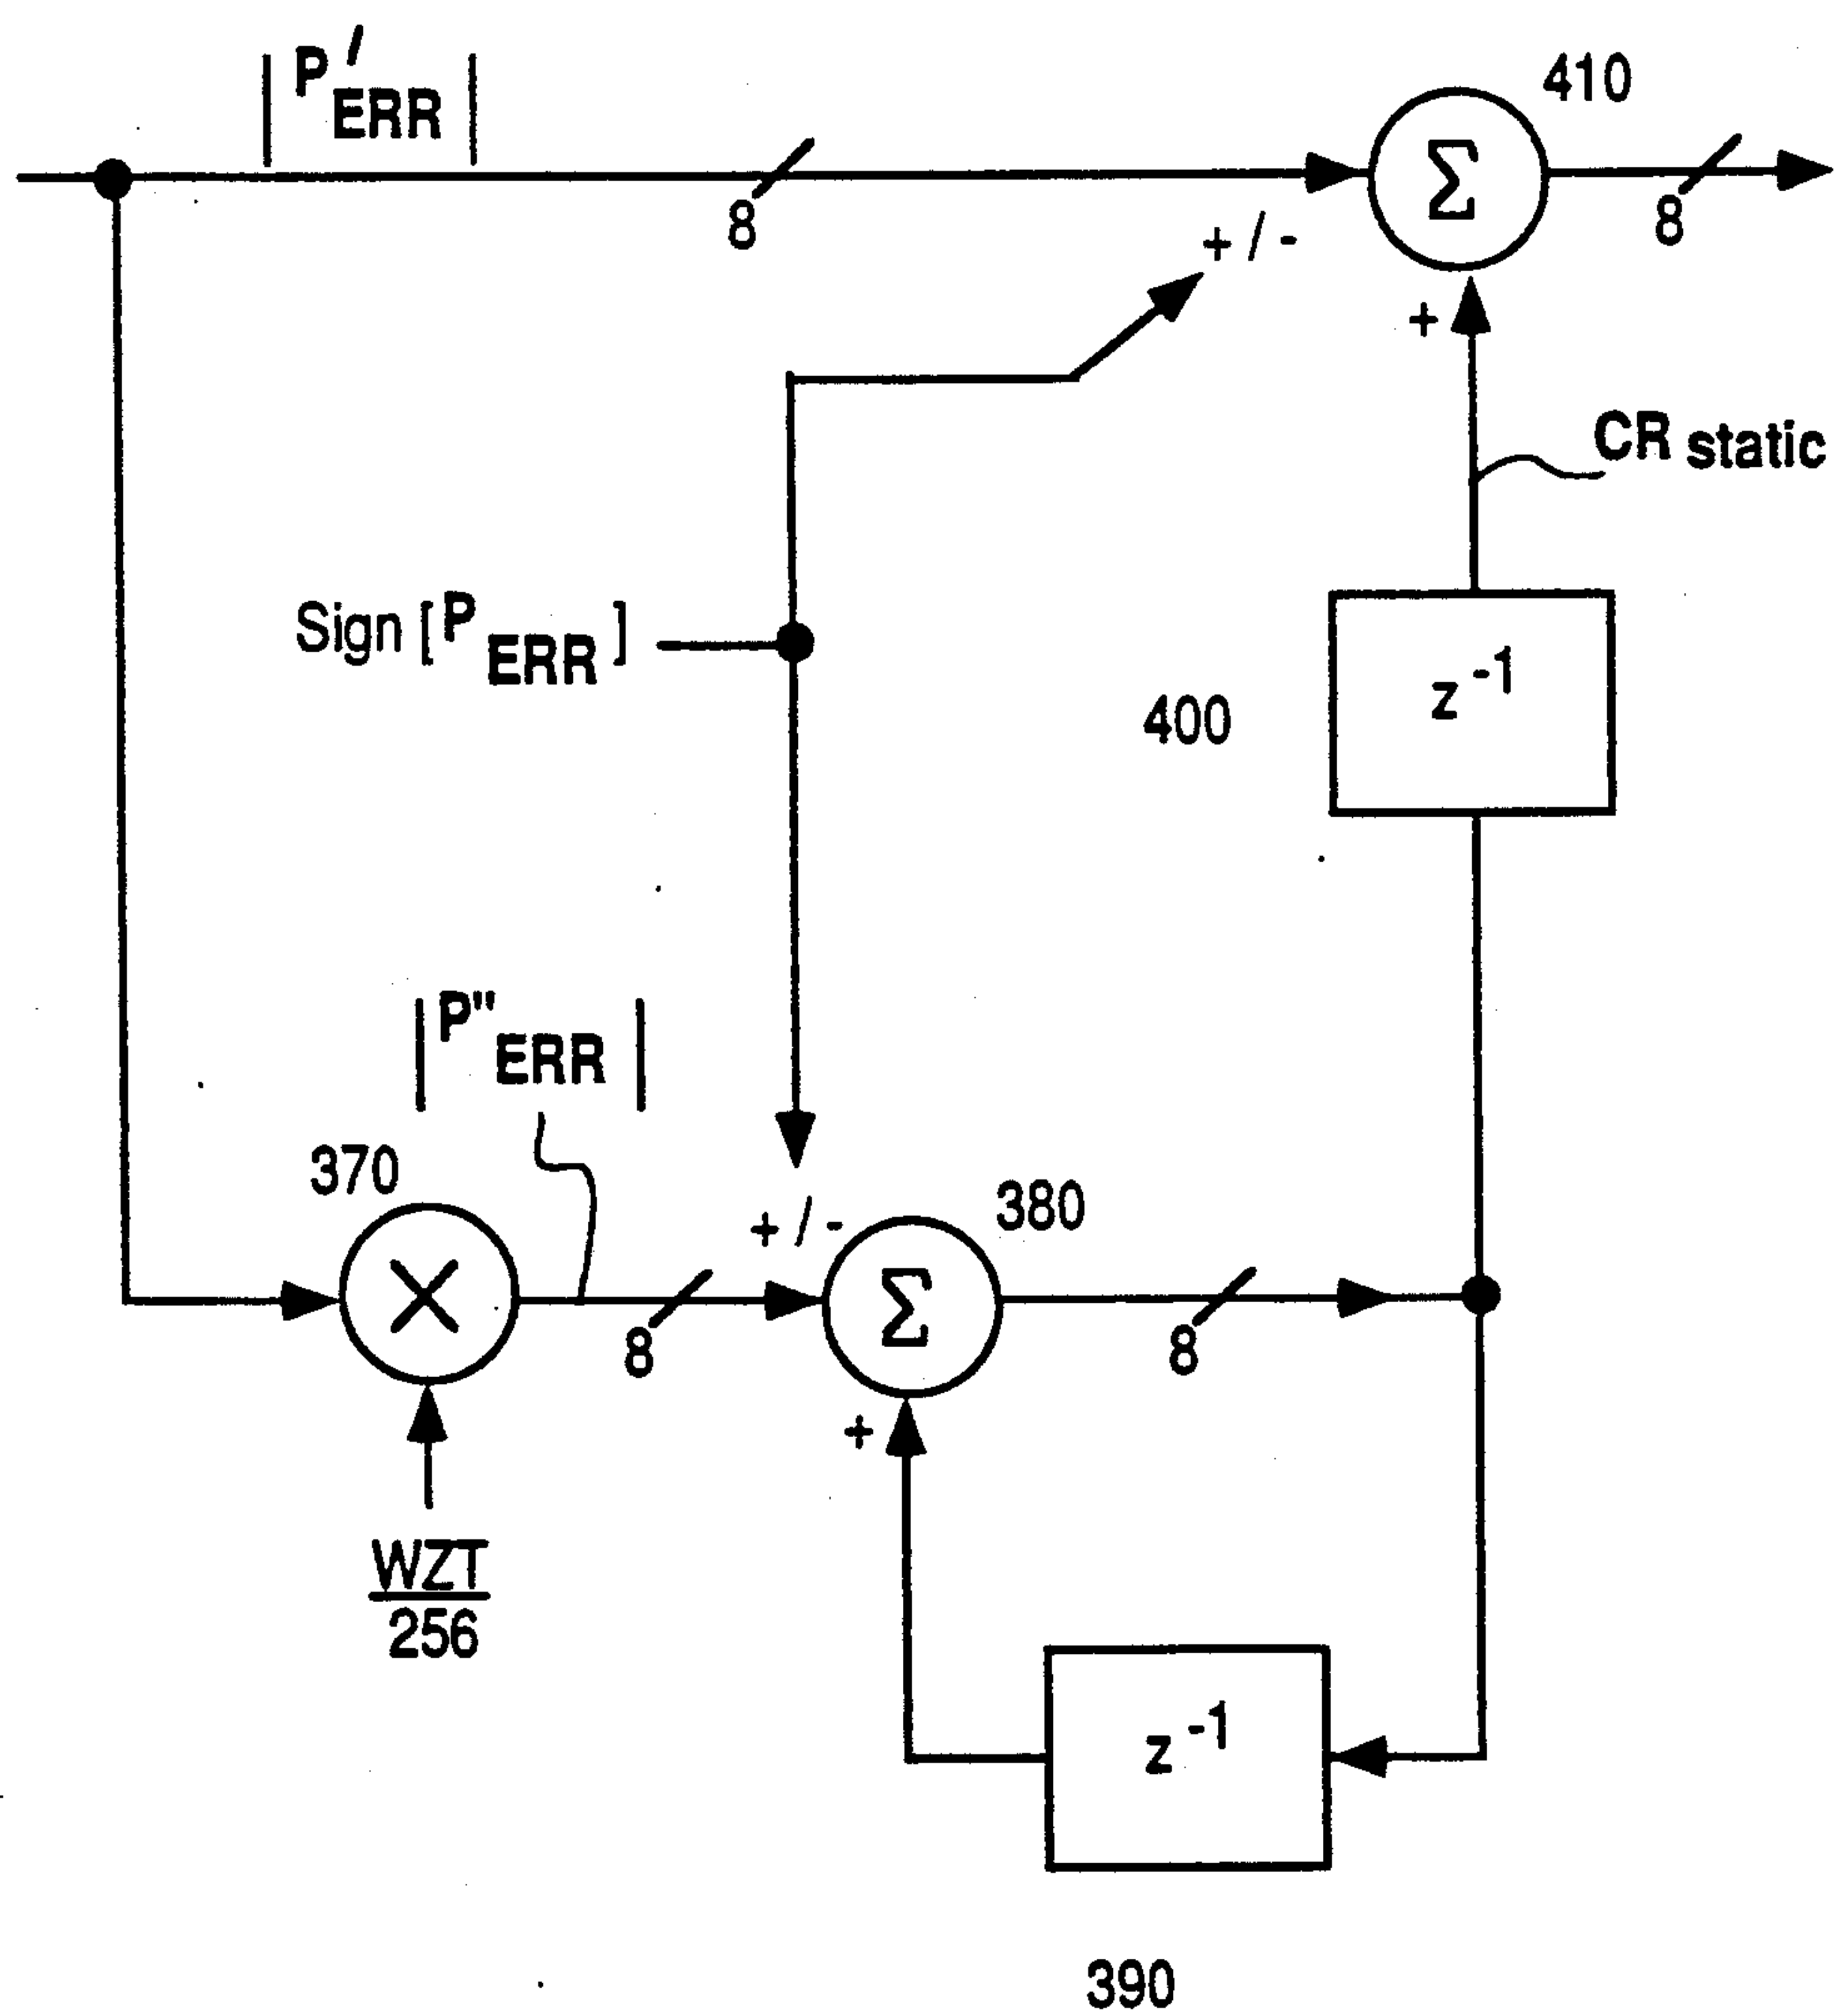 |P'ERR|
410
Σ
8
8
+/-
+
CR static
Sign [PERR]
z-1
400
|P"ERR|
370
+/-
380
X
Σ
8
8
+
WZT
256
z-1
390